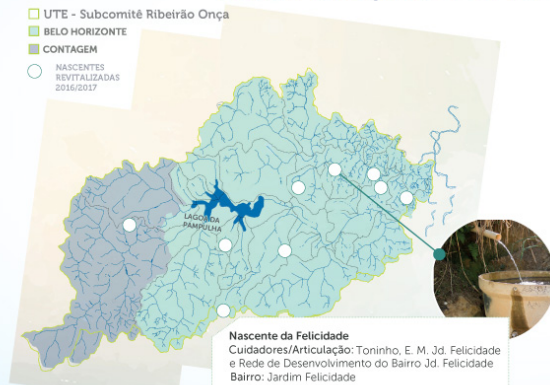 UTE - Subcomitê Ribeirão Onça
BELO HORIZONTE
CONTAGEM
NASCENTES
REVITALIZADAS
2016/2017
LAGOA DA
PAMPULHA
Nascente da Felicidade
Cuidadores/Articulação: Toninho, E. M. Jd. Felicidade
e Rede de Desenvolvimento do Bairro Jd. Felicidade
Bairro: Jardim Felicidade